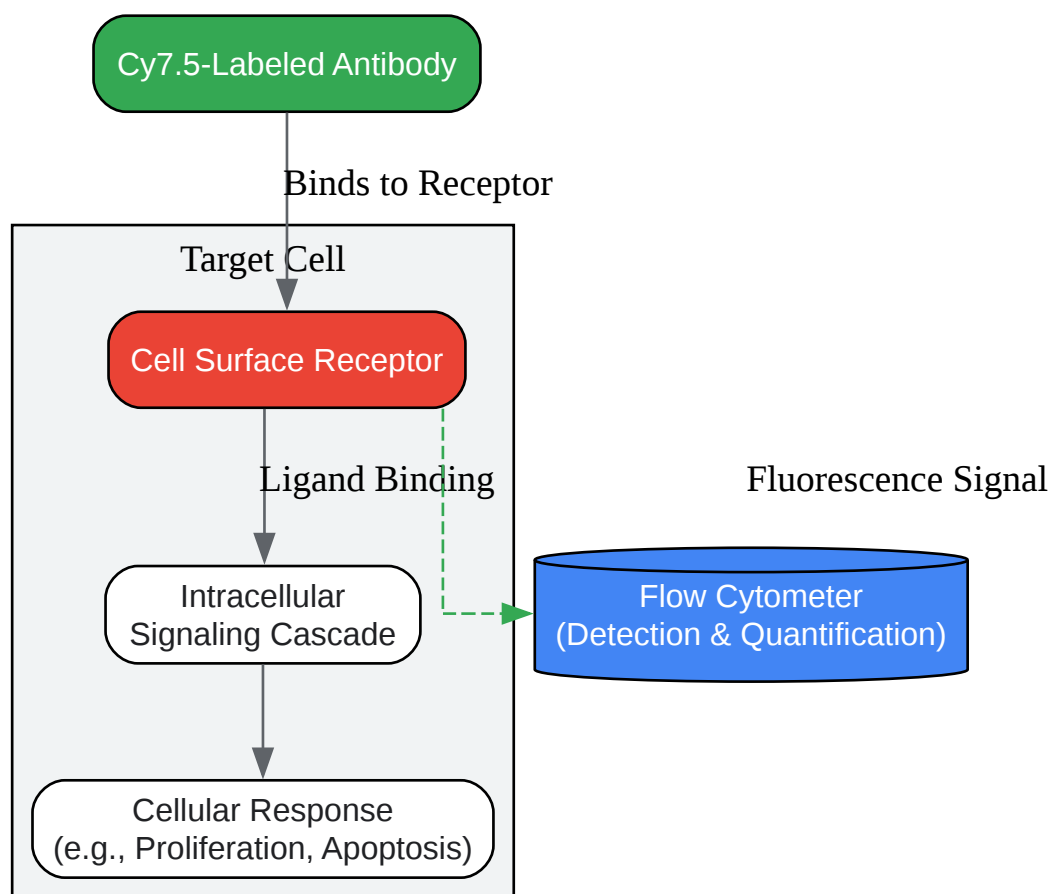 Cy7.5-Labeled Antibody
Binds to Receptor
Target Cell
Cell Surface Receptor
Ligand Binding
Fluorescence Signal
Intracellular
Signaling Cascade
Flow Cytometer
(Detection & Quantification)
Cellular Response
(e.g., Proliferation, Apoptosis)